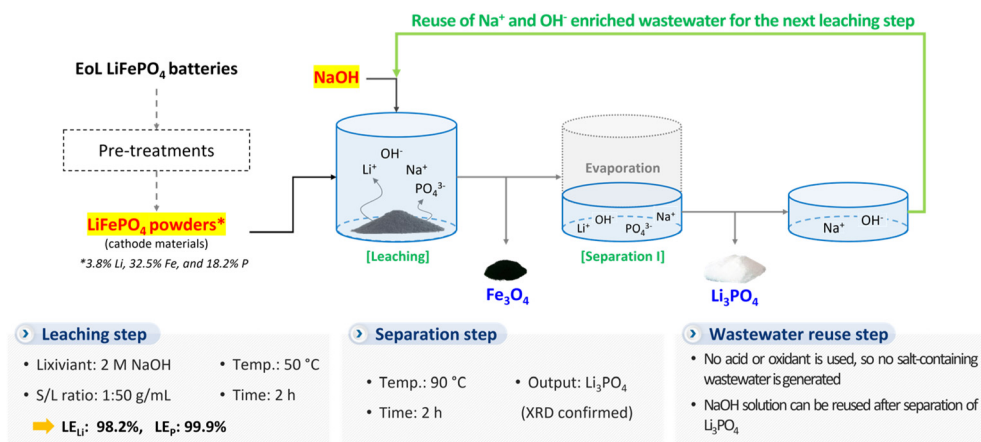 Reuse of Na⁺ and OH⁻ enriched wastewater for the next leaching step
EoL LiFePO₄ batteries
NaOH
Pre-treatments
LiFePO₄ powders*
(cathode materials)
*3.8% Li, 32.5% Fe, and 18.2% P
OH⁻
Li⁺
Na⁺
PO₄³⁻
[Leaching]
Fe₃O₄
Evaporation
OH⁻
Na⁺
Li⁺
PO₄³⁻
[Separation I]
Li₃PO₄
OH⁻
Na⁺
Leaching step
• Lixiviant: 2 M NaOH
• Temp.: 50 °C
• S/L ratio: 1:50 g/mL
• Time: 2 h
LE_Li: 98.2%, LE_P: 99.9%
Separation step
• Temp.: 90 °C
• Output: Li₃PO₄
• Time: 2 h
(XRD confirmed)
Wastewater reuse step
• No acid or oxidant is used, so no salt-containing
wastewater is generated
• NaOH solution can be reused after separation of
Li₃PO₄